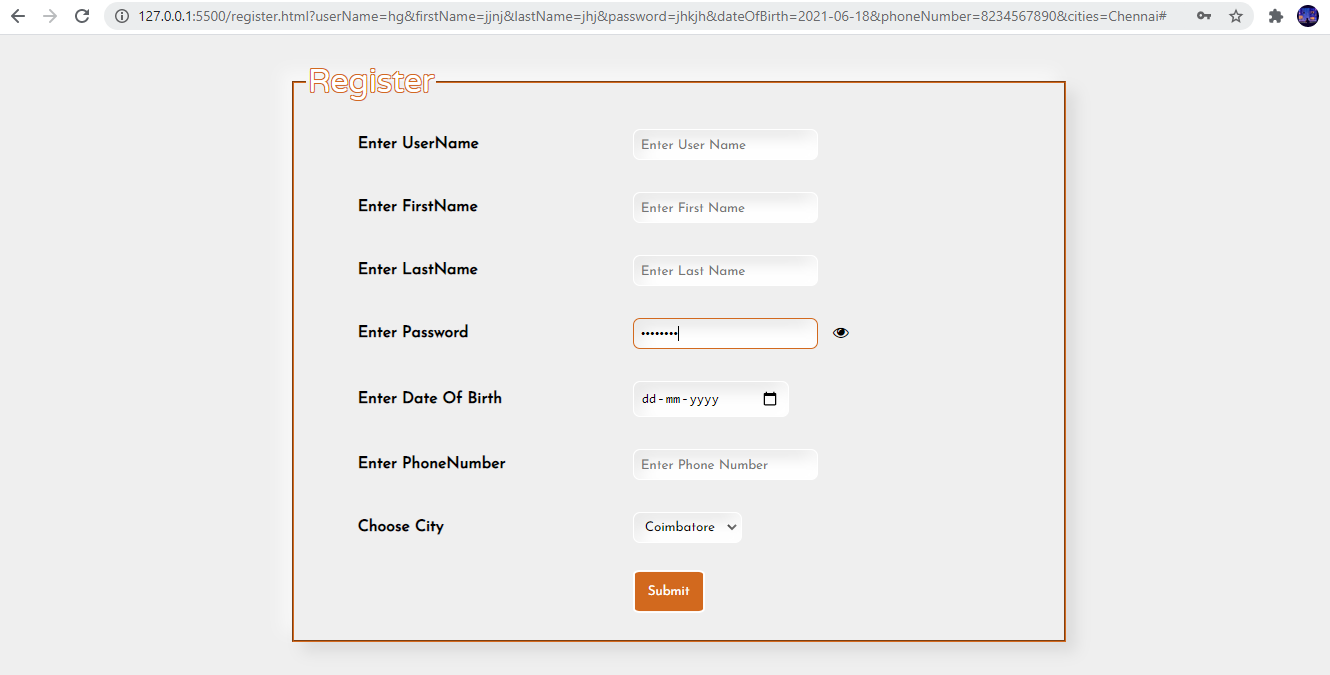 127.0.0.1:5500/register.html?userName=hg&firstName=jjnj&lastName=jhj&password=jhkjh&dateOfBirth=2021-06-18&phoneNumber=8234567890&cities=Chennai#
Register
Enter UserName Enter User Name
Enter FirstName Enter First Name
Enter LastName Enter Last Name
Enter Password ••••••••
Enter Date Of Birth dd-mm-yyyy
Enter PhoneNumber Enter Phone Number
Choose City Coimbatore
Submit